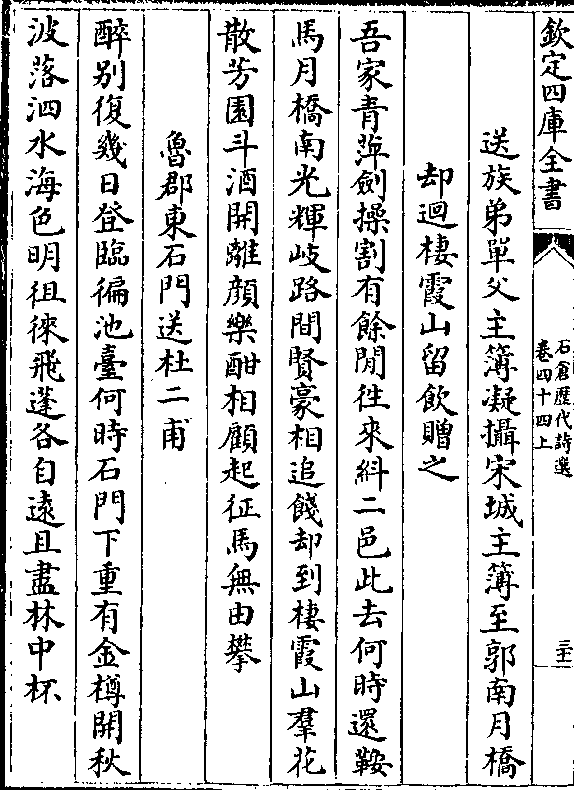 欽定四庫全書
石倉歷代詩選
卷四十四上
送族弟單父主簿凝攝宋城主簿至郭南月橋
却迴棲霞山留飲贈之
吾家青萍劒操割有餘閒徃來糾二邑此去何時還鞍
馬月橋南光輝岐路間賢豪相追餞却到棲霞山羣花
散芳園斗酒開離顔樂酣相顧起征馬無由攀
魯郡東石門送杜二甫
醉别復幾日登臨徧池臺何時石門下重有金樽開秋
波落泗水海色明徂徠飛蓬各自遠且盡林中杯